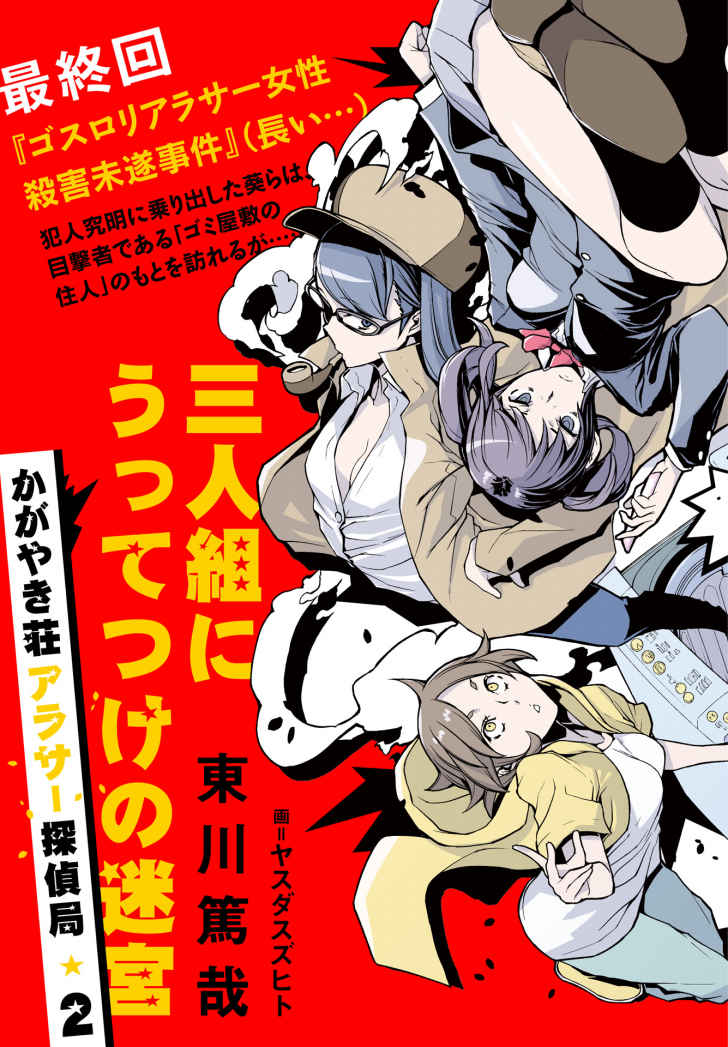 最終回
『ゴスロリアラサー女性
殺害未遂事件』(長い…)
犯人究明に乗り出した葵らは、
目撃者である「ゴミ屋敷の
住人」のもとを訪れるが……
三人組に
うってつけの迷宮
東川篤哉
画=ヤスダスズヒト
かがやき荘アラサー探偵局★2